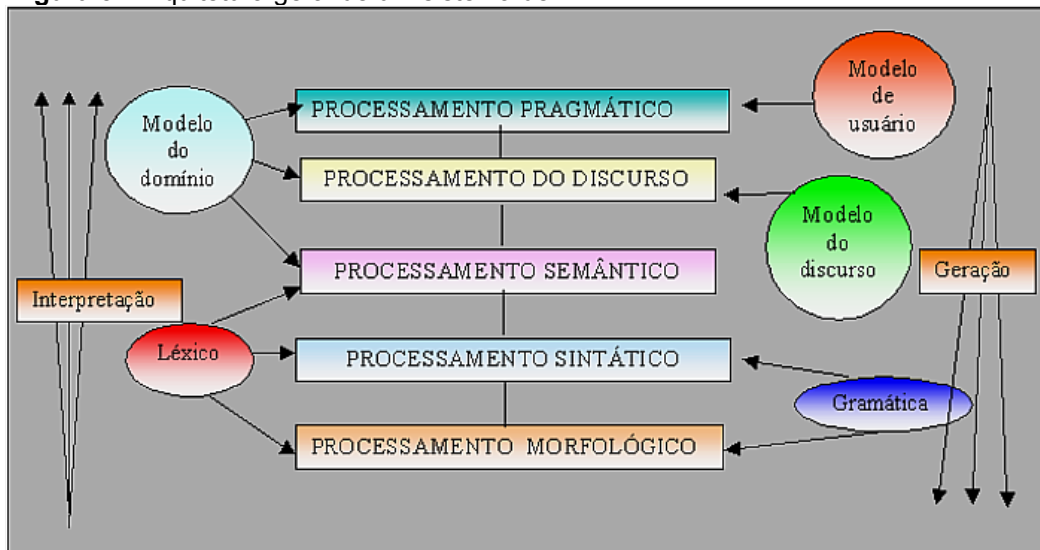 PROCESSAMENTO PRAGMÁTICO
Modelo
de
usuário
Modelo
do
domínio
PROCESSAMENTO DO DISCURSO
Modelo
do
discurso
PROCESSAMENTO SEMÂNTICO
Interpretação
Geração
Léxico
PROCESSAMENTO SINTÁTICO
Gramática
PROCESSAMENTO MORFOLÓGICO